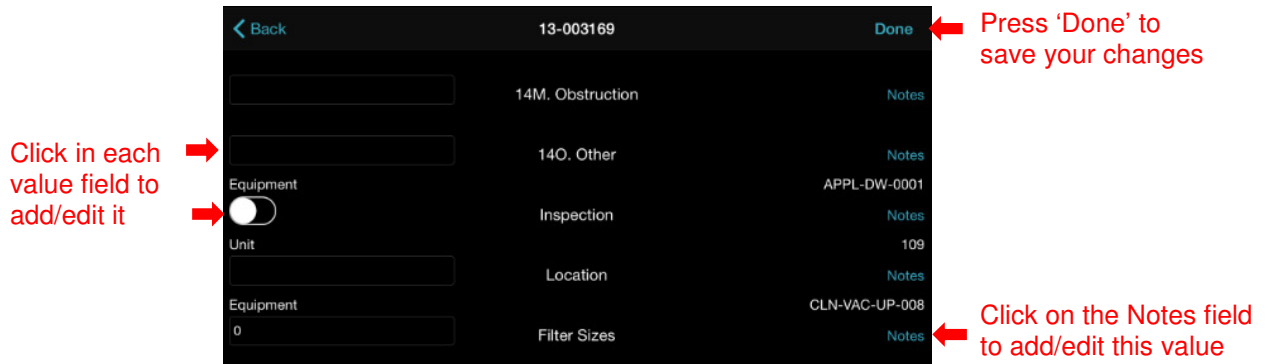 Back 13-003169 Done
Press ‘Done’ to
save your changes
14M. Obstruction Notes
Click in each
value field to
add/edit it
14O. Other Notes
Equipment APPL-DW-0001
Inspection Notes
Unit 109
Location Notes
Equipment CLN-VAC-UP-008
0 Filter Sizes Notes
Click on the Notes field
to add/edit this value